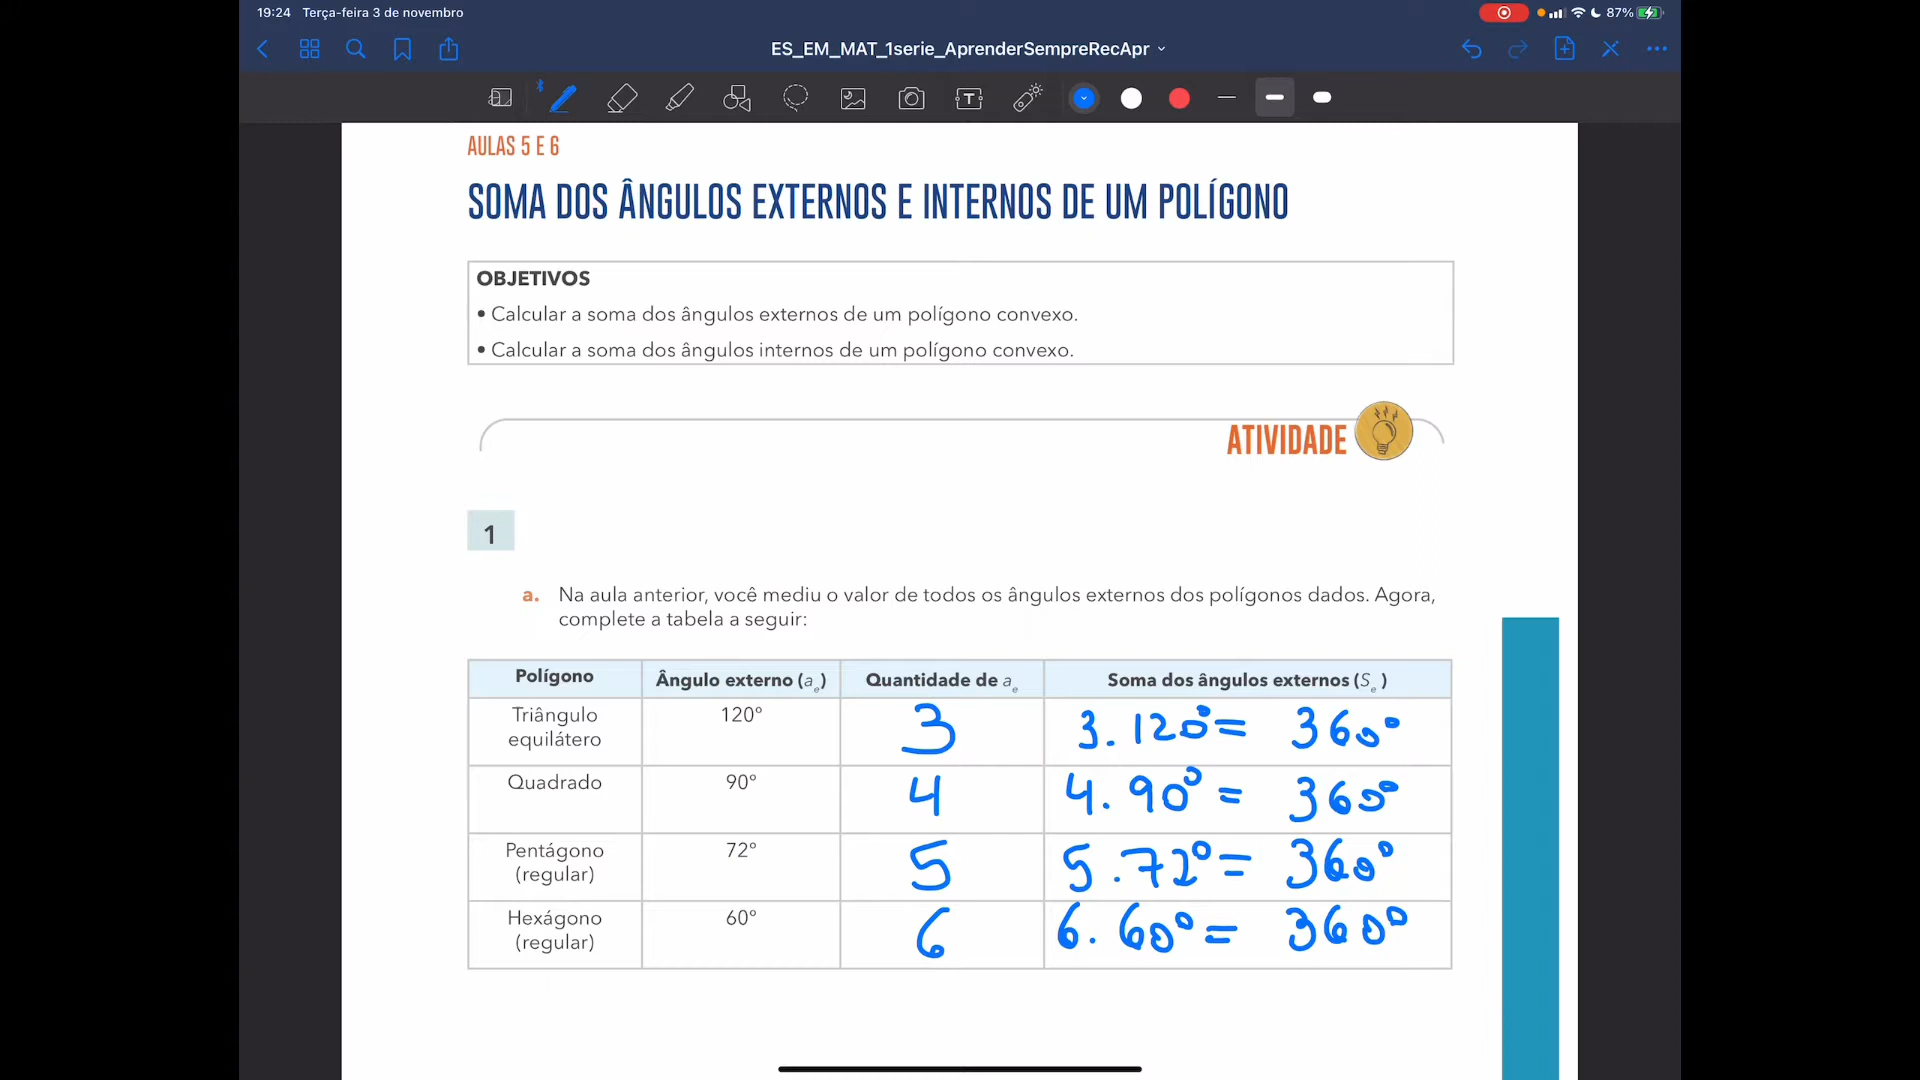 19:24 Terça-feira 3 de novembro
87%
ES_EM_MAT_1serie_AprenderSempreRecApr
AULAS 5 E 6
SOMA DOS ÂNGULOS EXTERNOS E INTERNOS DE UM POLÍGONO
OBJETIVOS
• Calcular a soma dos ângulos externos de um polígono convexo.
• Calcular a soma dos ângulos internos de um polígono convexo.
ATIVIDADE
1
a. Na aula anterior, você mediu o valor de todos os ângulos externos dos polígonos dados. Agora,
complete a tabela a seguir:
Polígono Ângulo externo (aₑ) Quantidade de aₑ Soma dos ângulos externos (Sₑ)
Triângulo equilátero 120° 3 3. 120° = 360°
Quadrado 90° 4 4. 90° = 360°
Pentágono (regular) 72° 5 5. 72° = 360°
Hexágono (regular) 60° 6 6. 60° = 360°